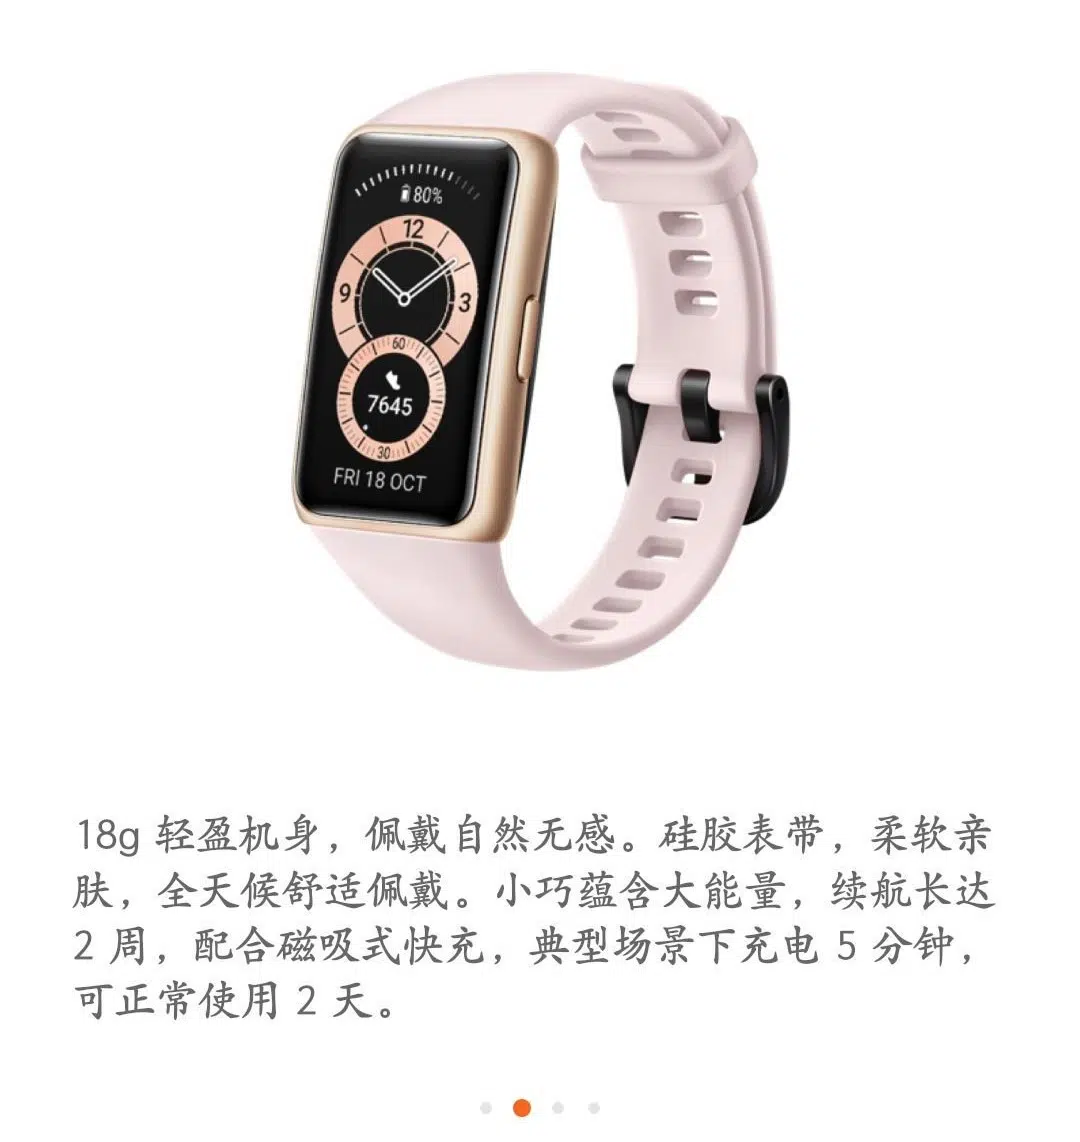 80%
12
9
3
60
7645
30
FRI 18 OCT
18g 轻盈机身，佩戴自然无感。硅胶表带，柔软亲
肤，全天候舒适佩戴。小巧蕴含大能量，续航长达
2 周，配合磁吸式快充，典型场景下充电 5 分钟，
可正常使用 2 天。